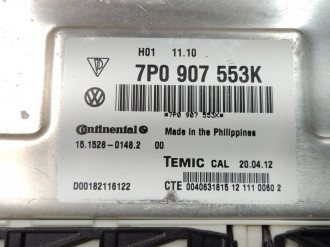 H01 11.10
7P0 907 553K
*7P0 907 553K*
Continental Made in the Philippines
15.1528-0148.2 00
TEMIC CAL 20.04.12
D00182116122 CTE 0040631815 12 111 0060 2